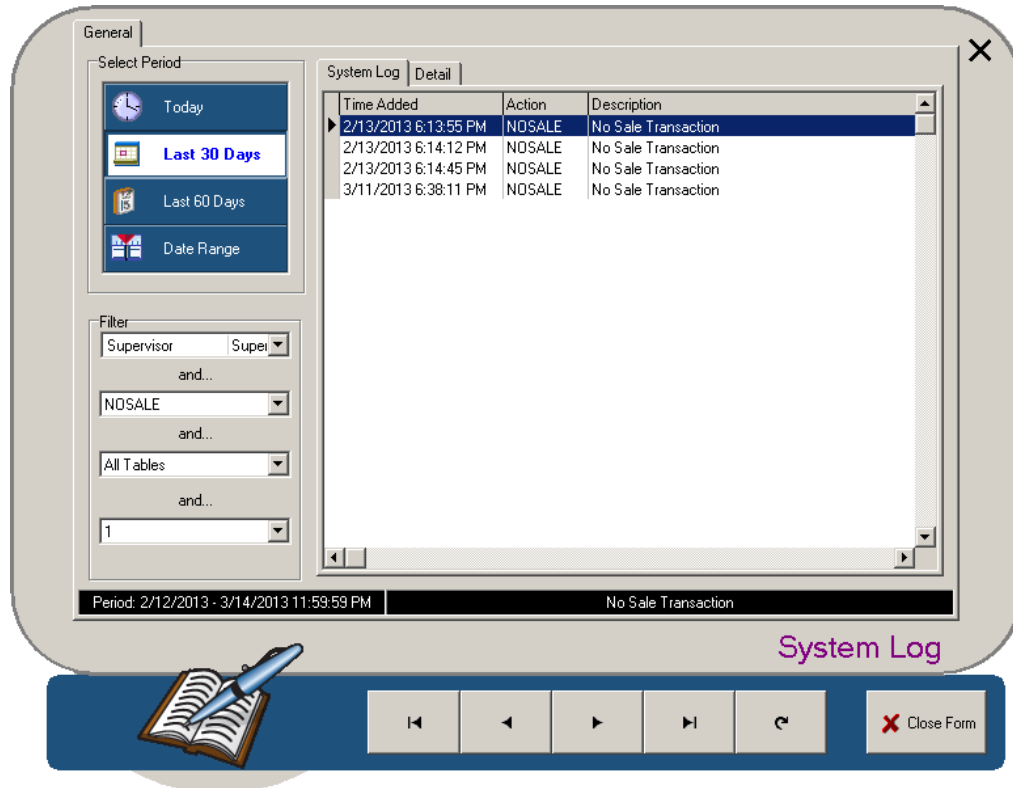 General
Select Period
Today
Last 30 Days
Last 60 Days
Date Range
Filter
Supervisor Super
and...
NOSALE
and...
All Tables
and...
1
System Log Detail
Time Added Action Description
2/13/2013 6:13:55 PM NOSALE No Sale Transaction
2/13/2013 6:14:12 PM NOSALE No Sale Transaction
2/13/2013 6:14:45 PM NOSALE No Sale Transaction
3/11/2013 6:38:11 PM NOSALE No Sale Transaction
Period: 2/12/2013 - 3/14/2013 11:59:59 PM No Sale Transaction
System Log
Close Form